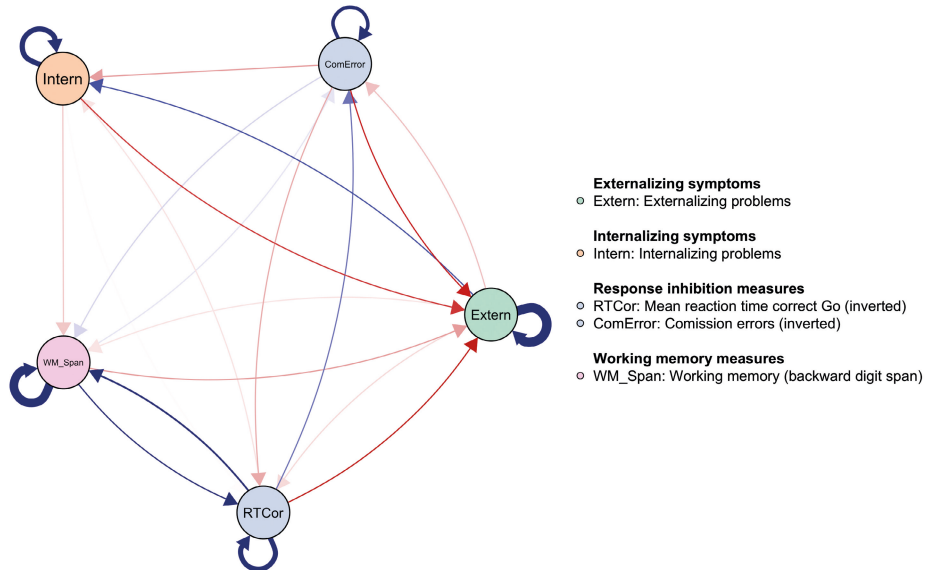 Intern
ComError
Extern
WM_Span
RTCor
Externalizing symptoms
Extern: Externalizing problems
Internalizing symptoms
Intern: Internalizing problems
Response inhibition measures
RTCor: Mean reaction time correct Go (inverted)
ComError: Comission errors (inverted)
Working memory measures
WM_Span: Working memory (backward digit span)